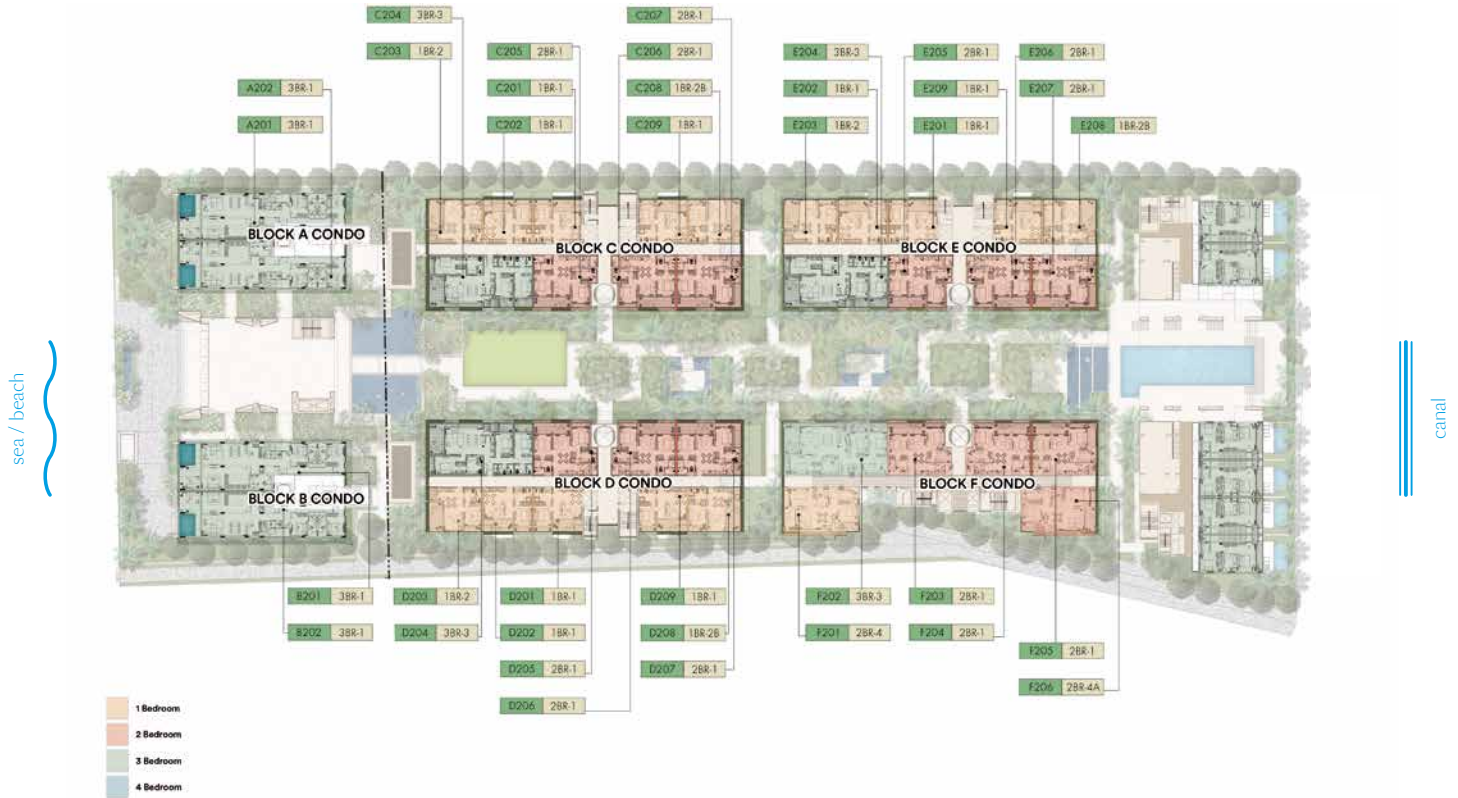 C204 3BR-3
C207 2BR-1
C203 1BR-2
C205 2BR-1
C206 2BR-1
E204 3BR-3
E205 2BR-1
E206 2BR-1
A202 3BR-1
C201 1BR-1
C208 1BR-2B
E202 1BR-1
E209 1BR-1
E207 2BR-1
A201 3BR-1
C202 1BR-1
C209 1BR-1
E203 1BR-2
E201 1BR-1
E208 1BR-2B
BLOCK A CONDO
BLOCK C CONDO
BLOCK E CONDO
sea / beach
canal
BLOCK B CONDO
BLOCK D CONDO
BLOCK F CONDO
B201 3BR-1
D203 1BR-2
D201 1BR-1
D209 1BR-1
F202 3BR-3
F203 2BR-1
B202 3BR-1
D204 3BR-3
D202 1BR-1
D208 1BR-2B
F201 2BR-4
F204 2BR-1
F205 2BR-1
D205 2BR-1
D207 2BR-1
F206 2BR-4A
D206 2BR-1
1 Bedroom
2 Bedroom
3 Bedroom
4 Bedroom